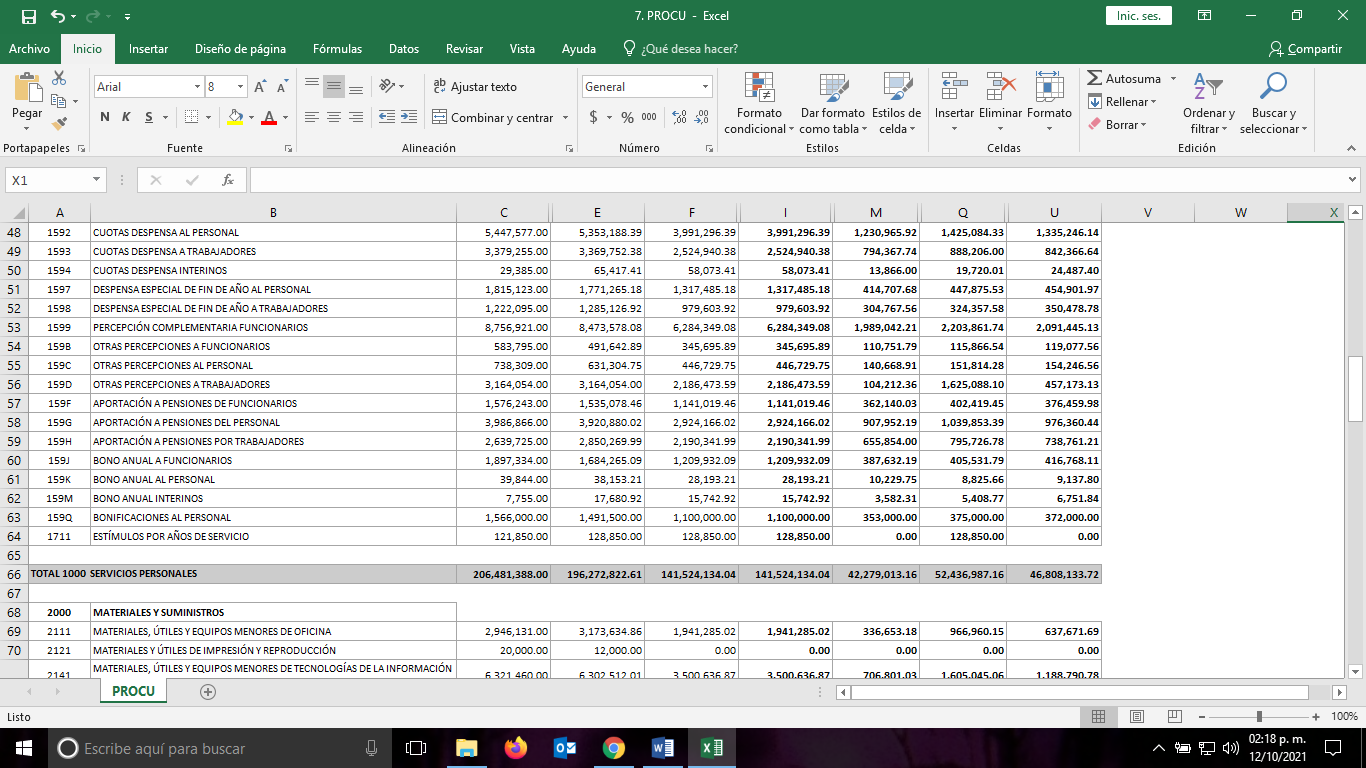 7. PROCU - Excel
Inic. ses.
Archivo Inicio Insertar Diseño de página Fórmulas Datos Revisar Vista Ayuda ¿Qué desea hacer? Compartir
Pegar
Arial 8 A A
N K S A
ab Ajustar texto
Combinar y centrar
General
$ % 000
Formato condicional
Dar formato como tabla
Estilos de celda
Insertar Eliminar Formato
Autosuma
Rellenar
Borrar
Ordenar y filtrar
Buscar y seleccionar
Portapapeles Fuente Alineación Número Estilos Celdas Edición
X1 fx
A B C E F I M Q U V W X
48 1592 CUOTAS DESPENSA AL PERSONAL 5,447,577.00 5,353,188.39 3,991,296.39 3,991,296.39 1,230,965.92 1,425,084.33 1,335,246.14
49 1593 CUOTAS DESPENSA A TRABAJADORES 3,379,255.00 3,369,752.38 2,524,940.38 2,524,940.38 794,367.74 888,206.00 842,366.64
50 1594 CUOTAS DESPENSA INTERINOS 29,385.00 65,417.41 58,073.41 58,073.41 13,866.00 19,720.01 24,487.40
51 1597 DESPENSA ESPECIAL DE FIN DE AÑO AL PERSONAL 1,815,123.00 1,771,265.18 1,317,485.18 1,317,485.18 414,707.68 447,875.53 454,901.97
52 1598 DESPENSA ESPECIAL DE FIN DE AÑO A TRABAJADORES 1,222,095.00 1,285,126.92 979,603.92 979,603.92 304,767.56 324,357.58 350,478.78
53 1599 PERCEPCIÓN COMPLEMENTARIA FUNCIONARIOS 8,756,921.00 8,473,578.08 6,284,349.08 6,284,349.08 1,989,042.21 2,203,861.74 2,091,445.13
54 159B OTRAS PERCEPCIONES A FUNCIONARIOS 583,795.00 491,642.89 345,695.89 345,695.89 110,751.79 115,866.54 119,077.56
55 159C OTRAS PERCEPCIONES AL PERSONAL 738,309.00 631,304.75 446,729.75 446,729.75 140,668.91 151,814.28 154,246.56
56 159D OTRAS PERCEPCIONES A TRABAJADORES 3,164,054.00 3,164,054.00 2,186,473.59 2,186,473.59 104,212.36 1,625,088.10 457,173.13
57 159F APORTACIÓN A PENSIONES DE FUNCIONARIOS 1,576,243.00 1,535,078.46 1,141,019.46 1,141,019.46 362,140.03 402,419.45 376,459.98
58 159G APORTACIÓN A PENSIONES DEL PERSONAL 3,986,866.00 3,920,880.02 2,924,166.02 2,924,166.02 907,952.19 1,039,853.39 976,360.44
59 159H APORTACIÓN A PENSIONES POR TRABAJADORES 2,639,725.00 2,850,269.99 2,190,341.99 2,190,341.99 655,854.00 795,726.78 738,761.21
60 159J BONO ANUAL A FUNCIONARIOS 1,897,334.00 1,684,265.09 1,209,932.09 1,209,932.09 387,632.19 405,531.79 416,768.11
61 159K BONO ANUAL AL PERSONAL 39,844.00 38,153.21 28,193.21 28,193.21 10,229.75 8,825.66 9,137.80
62 159M BONO ANUAL INTERINOS 7,755.00 17,680.92 15,742.92 15,742.92 3,582.31 5,408.77 6,751.84
63 159Q BONIFICACIONES AL PERSONAL 1,566,000.00 1,491,500.00 1,100,000.00 1,100,000.00 353,000.00 375,000.00 372,000.00
64 1711 ESTÍMULOS POR AÑOS DE SERVICIO 121,850.00 128,850.00 128,850.00 128,850.00 0.00 128,850.00 0.00
65
66 TOTAL 1000 SERVICIOS PERSONALES 206,481,388.00 196,272,822.61 141,524,134.04 141,524,134.04 42,279,013.16 52,436,987.16 46,808,133.72
67
68 2000 MATERIALES Y SUMINISTROS
69 2111 MATERIALES, ÚTILES Y EQUIPOS MENORES DE OFICINA 2,946,131.00 3,173,634.86 1,941,285.02 1,941,285.02 336,653.18 966,960.15 637,671.69
70 2121 MATERIALES Y ÚTILES DE IMPRESIÓN Y REPRODUCCIÓN 20,000.00 12,000.00 0.00 0.00 0.00 0.00 0.00
2141 MATERIALES, ÚTILES Y EQUIPOS MENORES DE TECNOLOGÍAS DE LA INFORMACIÓN 6,321,460.00 6,302,512.01 3,500,636.87 3,500,636.87 706,801.03 1,605,045.06 1,188,790.78
PROCU
Listo 100%
Escribe aquí para buscar
02:18 p. m.
12/10/2021